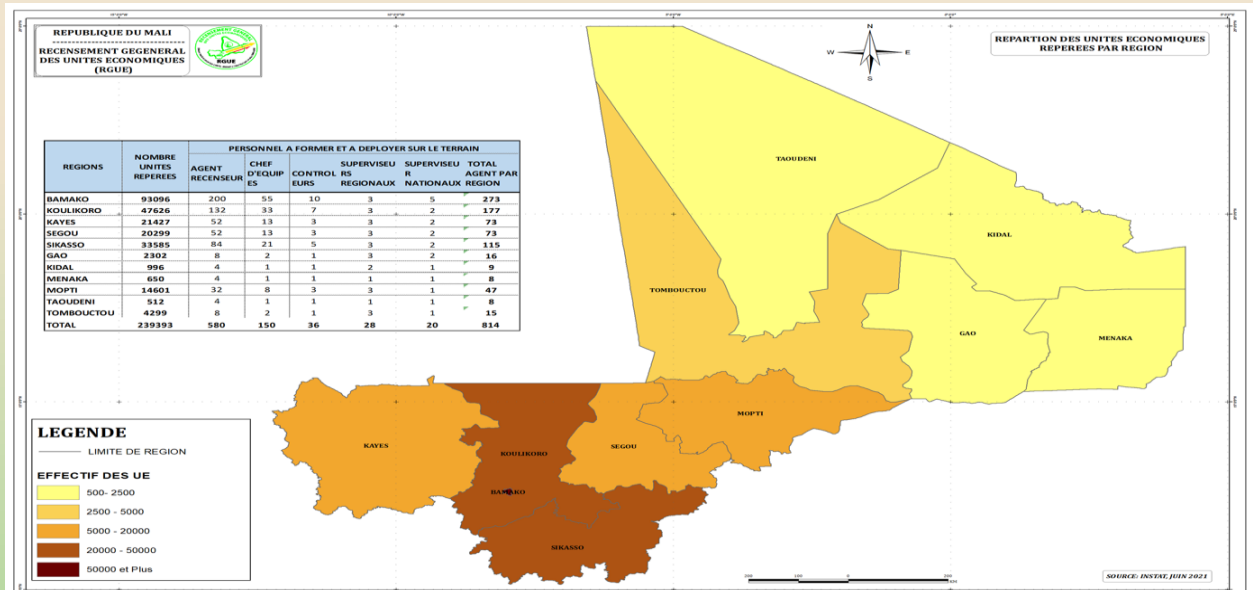 REPUBLIQUE DU MALI
RECENSEMENT GEGENERAL
DES UNITES ECONOMIQUES
(RGUE)
RGUE
REPARTION DES UNITES ECONOMIQUES
REPEREES PAR REGION
N
W E
S
REGIONS NOMBRE UNITES REPEREES PERSONNEL A FORMER ET A DEPLOYER SUR LE TERRAIN
AGENT RECENSEUR CHEF D'EQUIP ES CONTROL EURS SUPERVISEU RS REGIONAUX SUPERVISEU R NATIONAUX TOTAL AGENT PAR REGION
BAMAKO 93096 200 55 10 3 5 273
KOULIKORO 47626 132 33 7 3 2 177
KAYES 21427 52 13 3 3 2 73
SEGOU 20299 52 13 3 3 2 73
SIKASSO 33585 84 21 5 3 2 115
GAO 2302 8 2 1 3 2 16
KIDAL 996 4 1 1 2 1 9
MENAKA 650 4 1 1 1 1 8
MOPTI 14601 32 8 3 3 1 47
TAOUDENI 512 4 1 1 1 1 8
TOMBOUCTOU 4299 8 2 1 3 1 15
TOTAL 239393 580 150 36 28 20 814
TAOUDENI
KIDAL
TOMBOUCTOU
GAO
MENAKA
MOPTI
KAYES
SEGOU
KOULIKORO
BAMAKO
SIKASSO
LEGENDE
LIMITE DE REGION
EFFECTIF DES UE
500- 2500
2500 - 5000
5000 - 20000
20000 - 50000
50000 et Plus
SOURCE: INSTAT, JUIN 2021